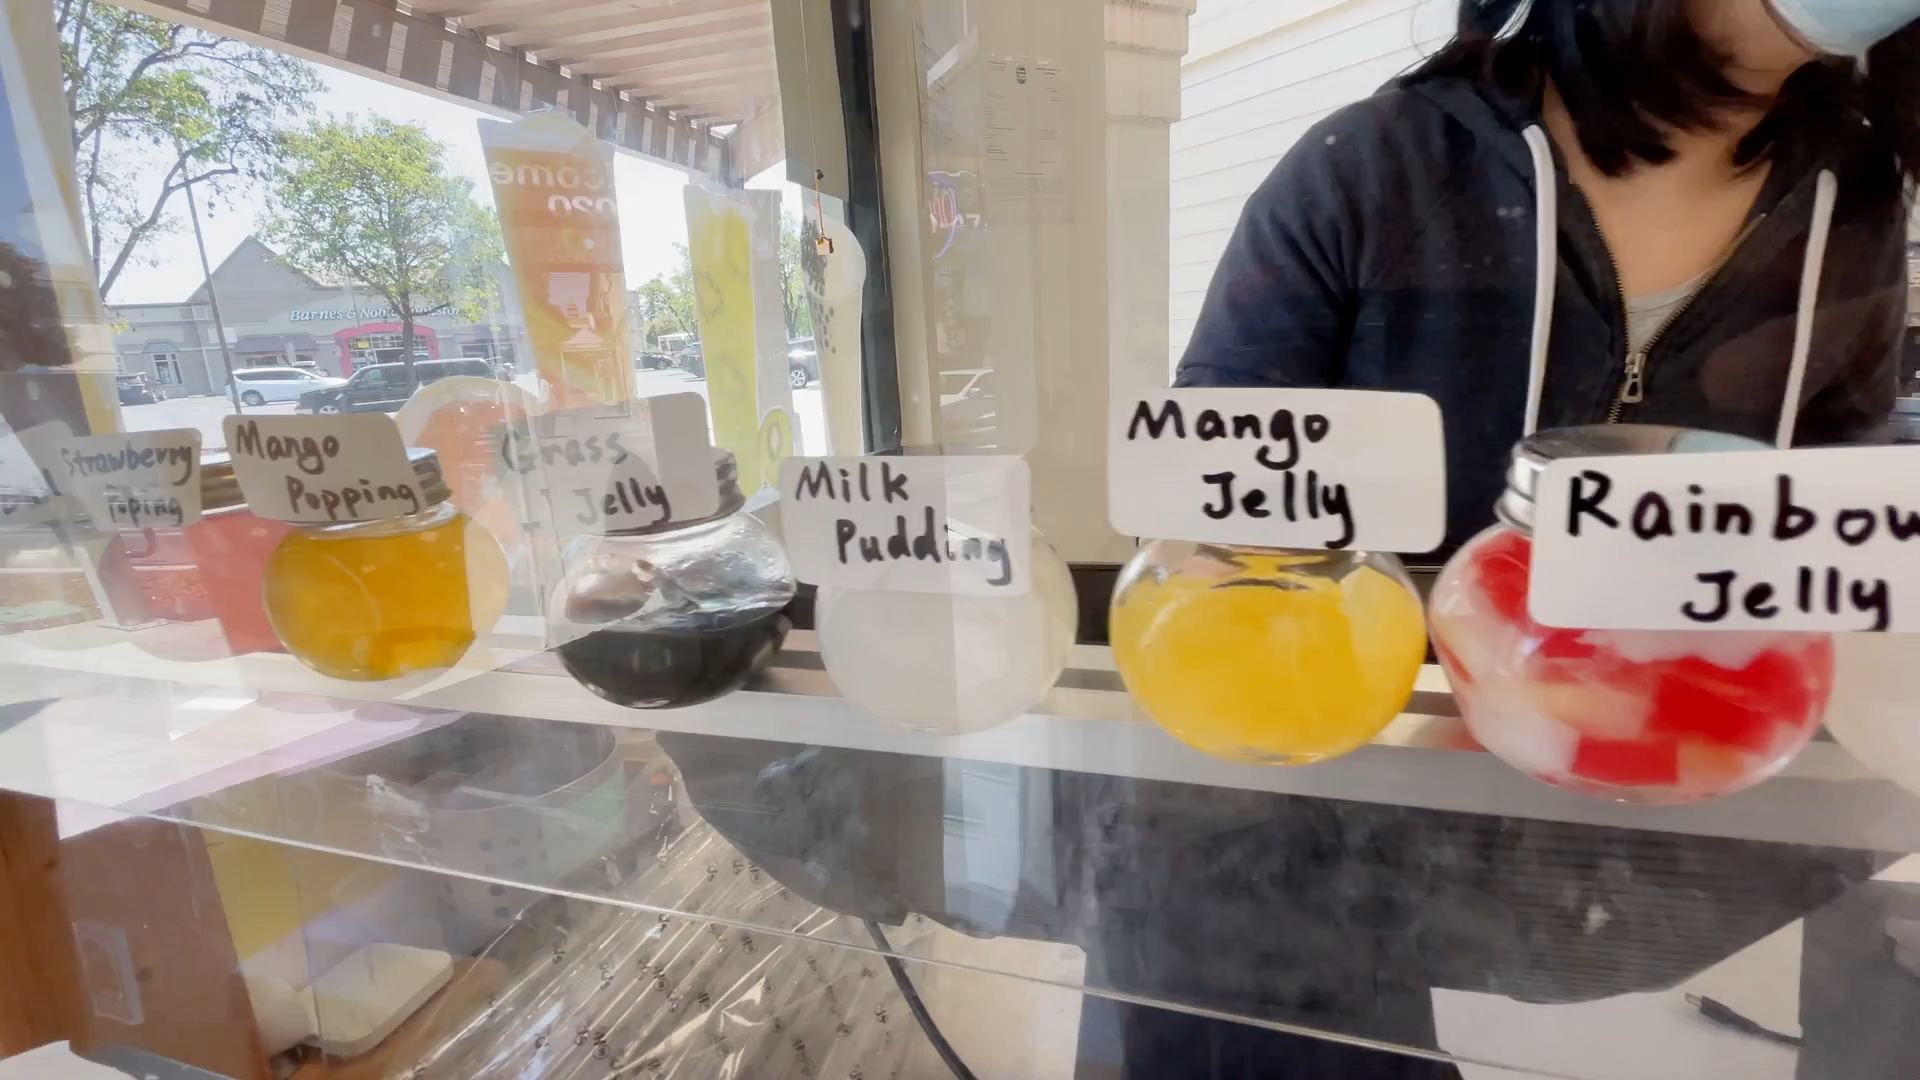 Barnes & Noble
Strawberry
Poping
Mango
Popping
Grass
Jelly
Milk
Pudding
Mango
Jelly
Rainbow
Jelly